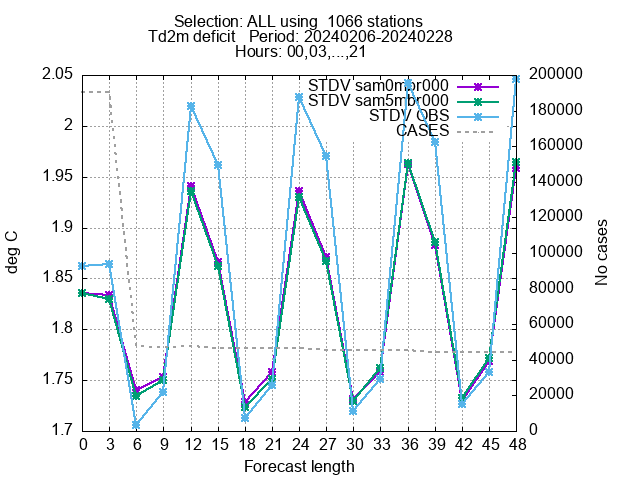 Selection: ALL using  1066 stations
Td2m deficit   Period: 20240206-20240228
Hours: 00,03,...,21
STDV sam0mbr000
STDV sam5mbr000
STDV OBS
CASES
2.05
2
1.95
1.9
1.85
1.8
1.75
1.7
deg C
200000
180000
160000
140000
120000
100000
80000
60000
40000
20000
0
No cases
0 3 6 9 12 15 18 21 24 27 30 33 36 39 42 45 48
Forecast length